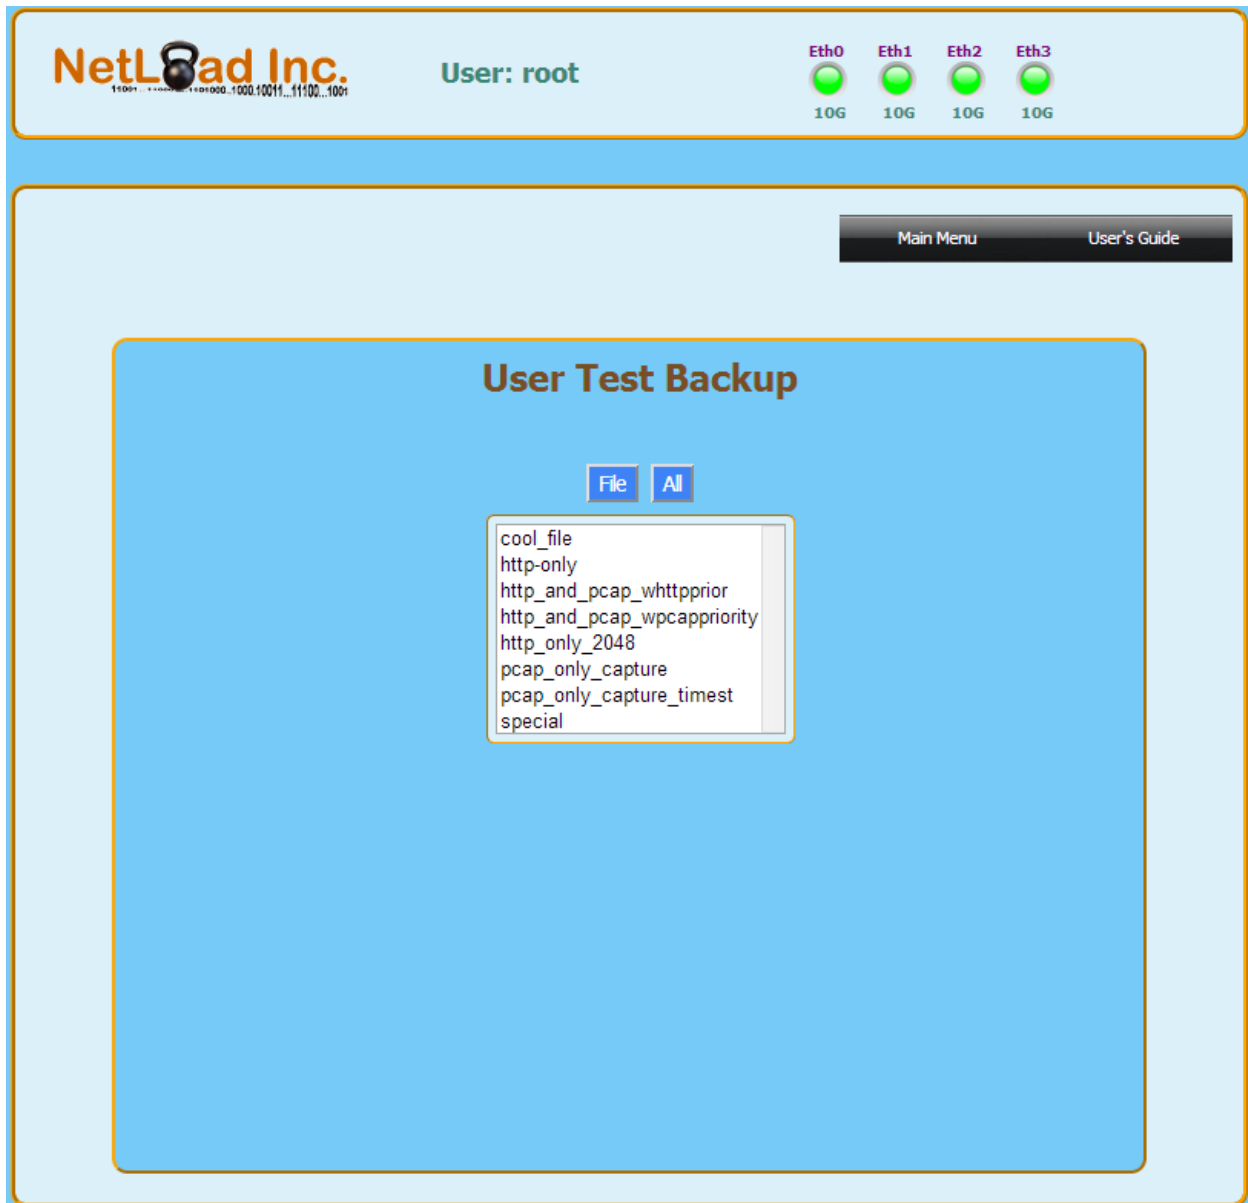 NetLoad Inc.
User: root
Eth0 Eth1 Eth2 Eth3
10G 10G 10G 10G
Main Menu User's Guide
User Test Backup
File All
cool_file
http-only
http_and_pcap_whttpprior
http_and_pcap_wpcappriority
http_only_2048
pcap_only_capture
pcap_only_capture_timest
special